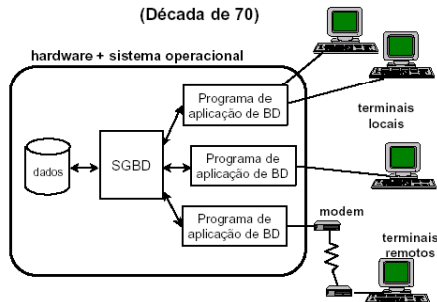 (Década de 70)
hardware + sistema operacional
Programa de
aplicação de BD
terminais
locais
dados
SGBD
Programa de
aplicação de BD
Programa de
aplicação de BD
modem
terminais
remotos